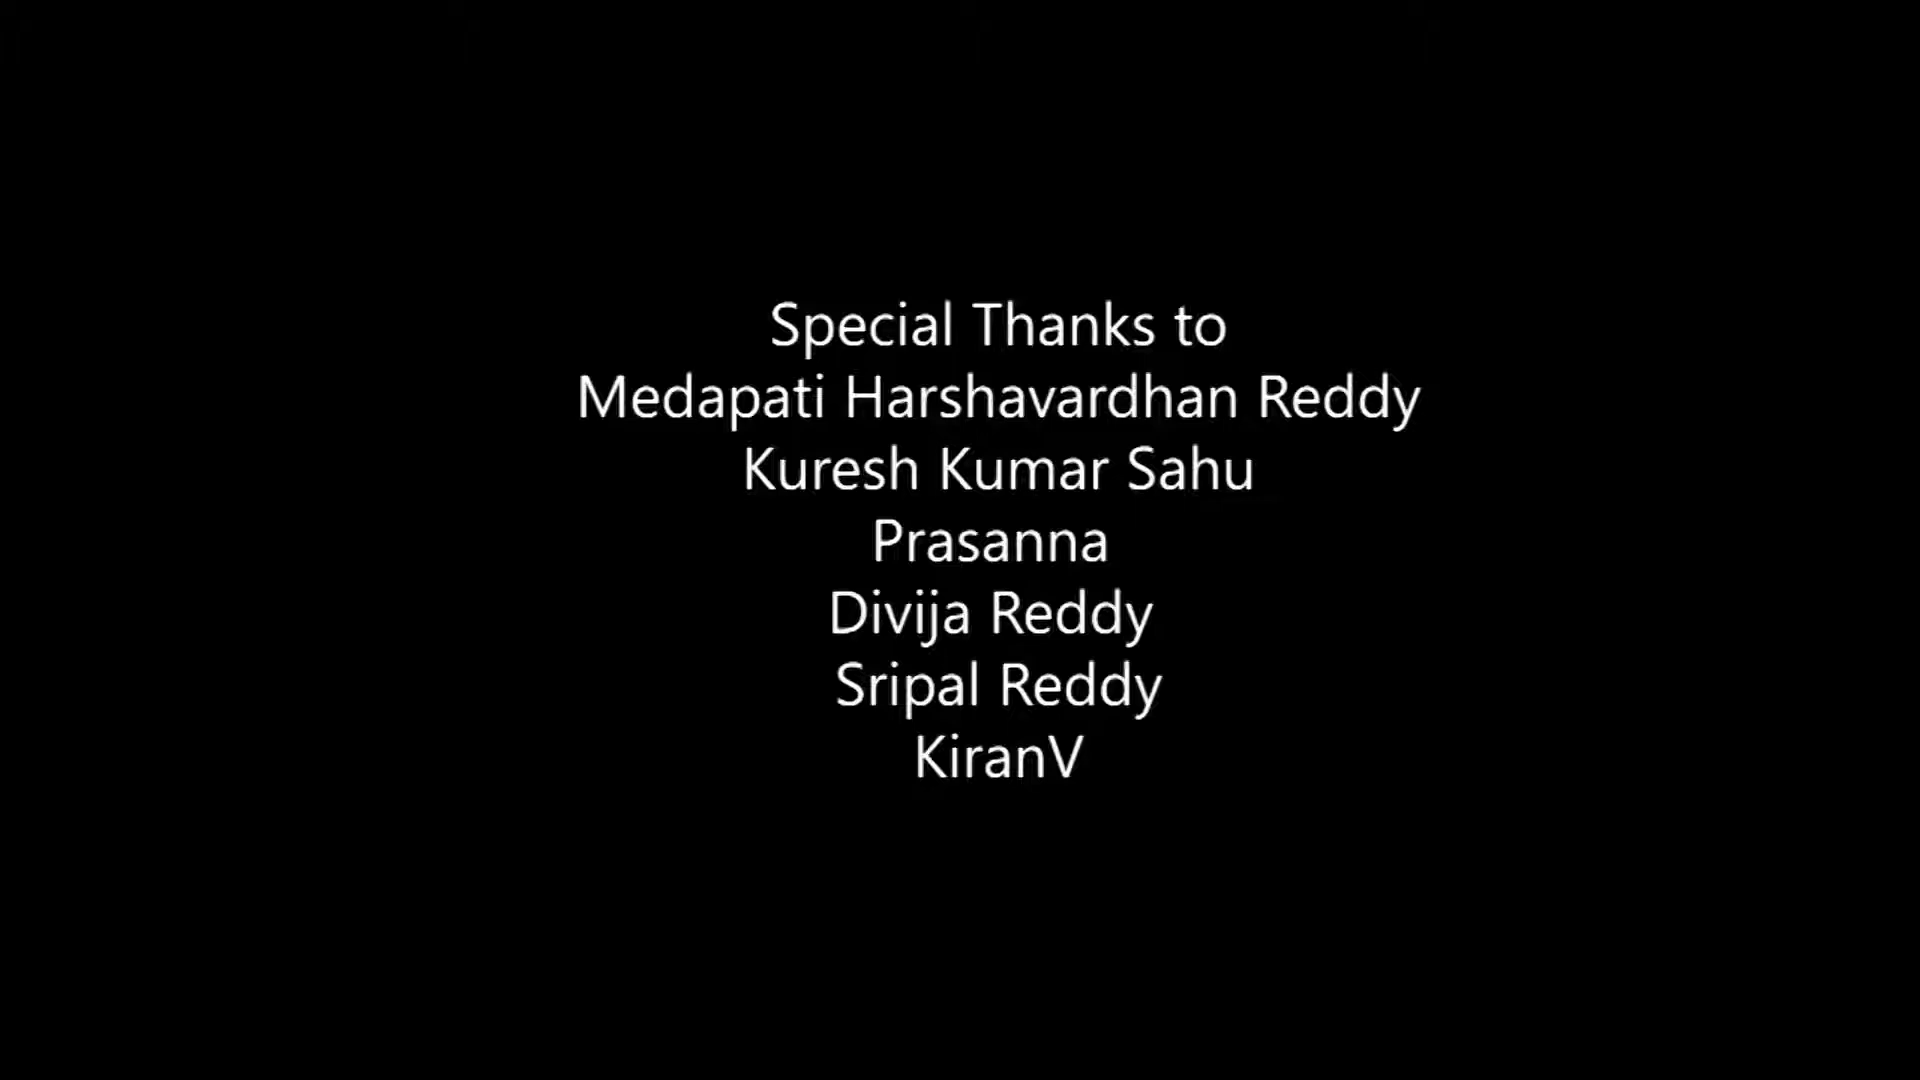 Special Thanks to
Medapati Harshavardhan Reddy
Kuresh Kumar Sahu
Prasanna
Divija Reddy
Sripal Reddy
KiranV